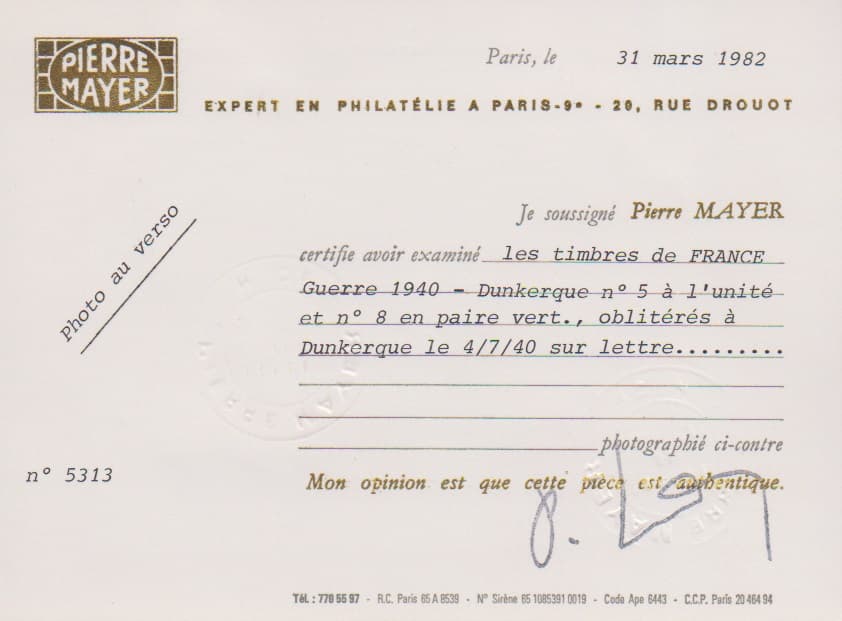 PIERRE
MAYER
Paris, le 31 mars 1982
EXPERT EN PHILATÉLIE A PARIS-9e - 20, RUE DROUOT
Photo au verso
Je soussigné Pierre MAYER
certifie avoir examiné les timbres de FRANCE
Guerre 1940 - Dunkerque n° 5 à l'unité
et n° 8 en paire vert., oblitérés à
Dunkerque le 4/7/40 sur lettre.........
photographié ci-contre
n° 5313
Mon opinion est que cette pièce est authentique.
Tél. : 770 55 97 - R.C. Paris 65 A 8539 - N° Sirène 65 1085391 0019 - Code Ape 6443 - C.C.P. Paris 20 464 94